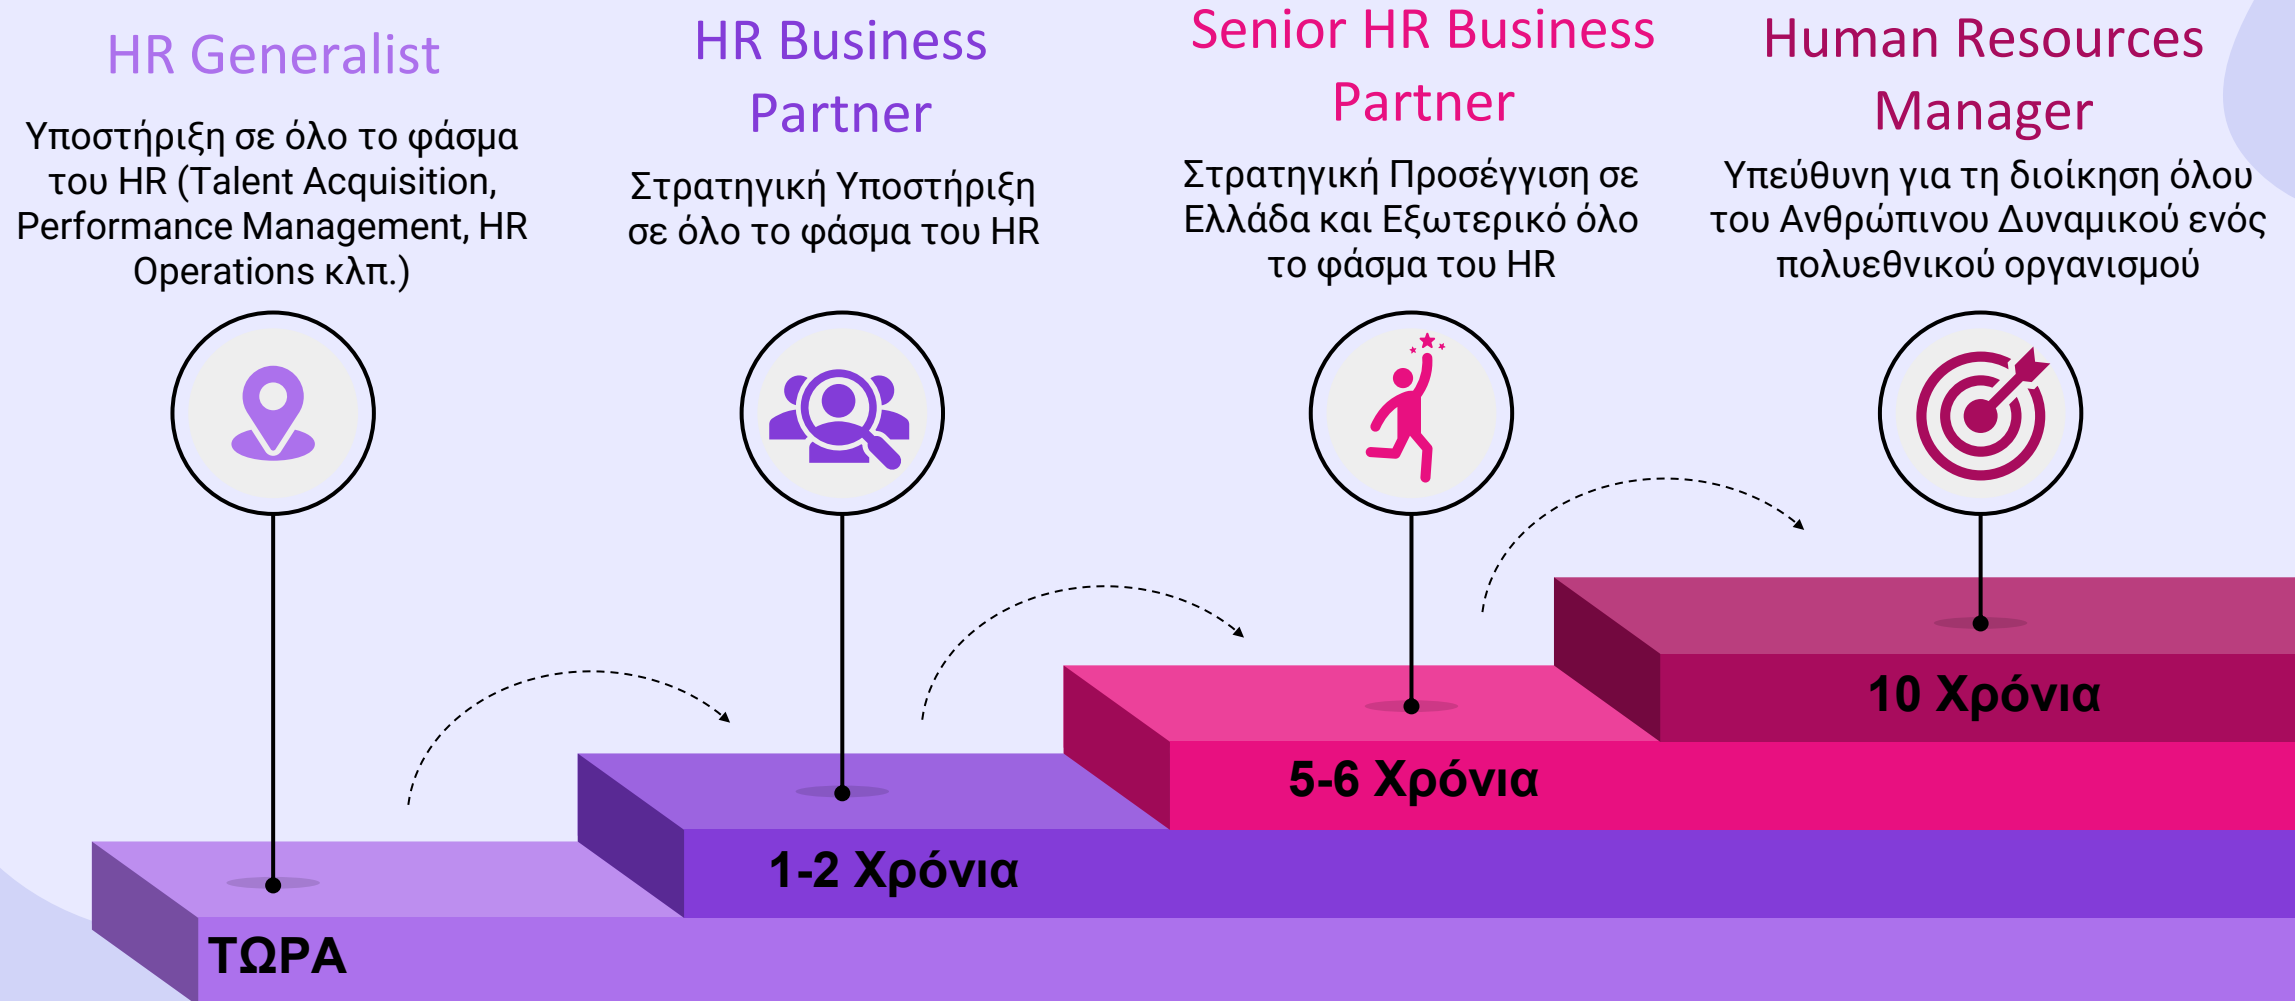 HR Generalist
Υποστήριξη σε όλο το φάσμα
του HR (Talent Acquisition,
Performance Management, HR
Operations κλπ.)
HR Business
Partner
Στρατηγική Υποστήριξη
σε όλο το φάσμα του HR
Senior HR Business
Partner
Στρατηγική Προσέγγιση σε
Ελλάδα και Εξωτερικό όλο
το φάσμα του HR
Human Resources
Manager
Υπεύθυνη για τη διοίκηση όλου
του Ανθρώπινου Δυναμικού ενός
πολυεθνικού οργανισμού
ΤΩΡΑ
1-2 Χρόνια
5-6 Χρόνια
10 Χρόνια